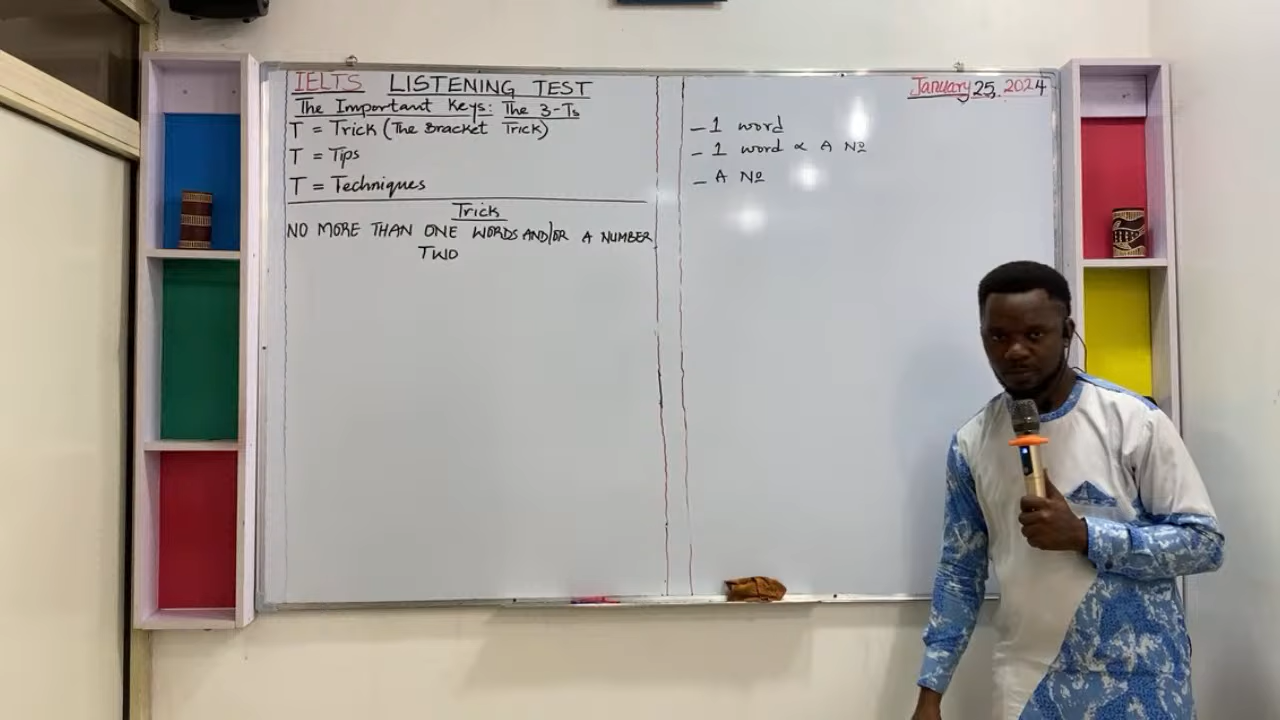 IELTS LISTENING TEST
The Important Keys: The 3-Ts
T = Trick (The Bracket Trick)
T = Tips
T = Techniques
Trick
NO MORE THAN ONE WORDS AND/OR A NUMBER
TWO
January 25, 2024
- 1 word
- 1 word ∝ A Nº
- A Nº